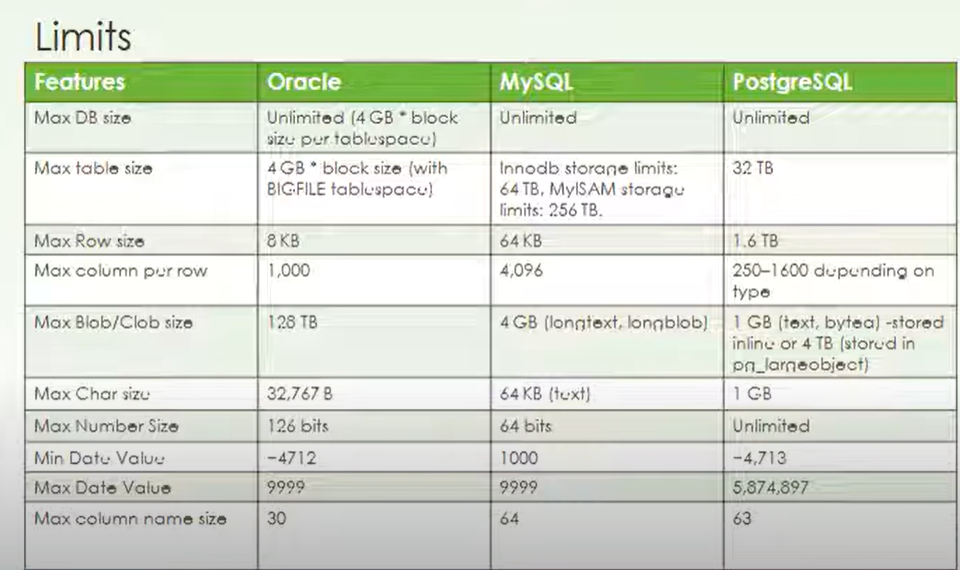 Limits
Features Oracle MySQL PostgreSQL
Max DB size Unlimited (4 GB * block Unlimited Unlimited
size per tablespace)
Max table size 4 GB * block size (with Innodb storage limits: 32 TB
BIGFILE tablespace) 64 TB, MyISAM storage
limits: 256 TB.
Max Row size 8 KB 64 KB 1.6 TB
Max column per row 1,000 4,096 250–1600 depending on
type
Max Blob/Clob size 128 TB 4 GB (longtext, longblob) 1 GB (text, bytea) -stored
inline or 4 TB (stored in
pg_largeobject)
Max Char size 32,767 B 64 KB (text) 1 GB
Max Number Size 126 bits 64 bits Unlimited
Min Date Value −4712 1000 −4,713
Max Date Value 9999 9999 5,874,897
Max column name size 30 64 63